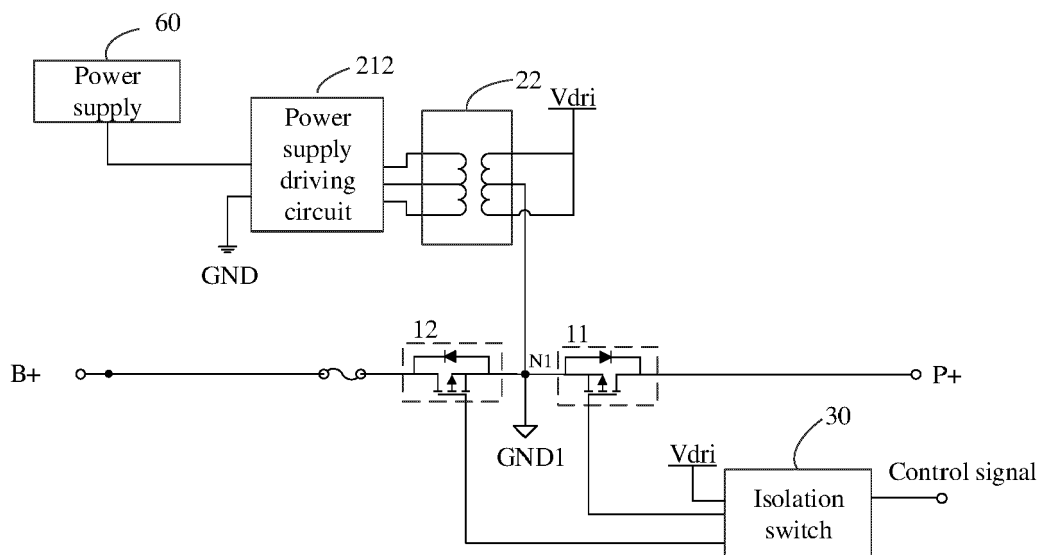 60
Power
supply
212
Power
supply
driving
circuit
22
Vdri
GND
12
11
B+
N1
P+
GND1
30
Vdri
Control signal
Isolation
switch